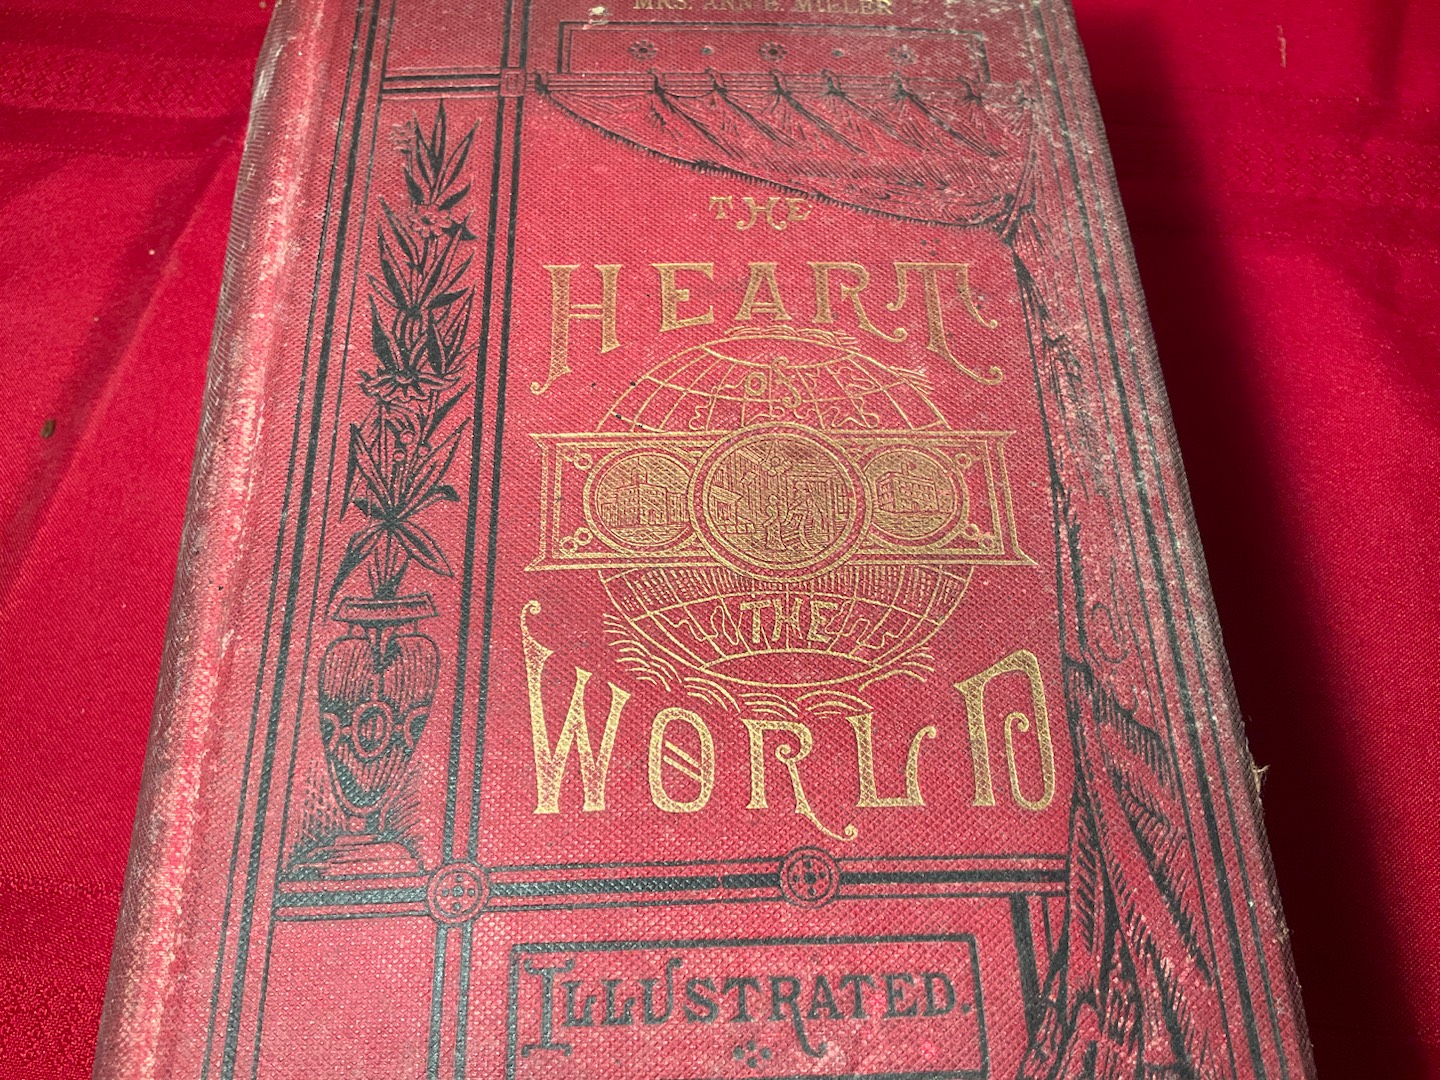 MRS. ANN E. MILLER
THE
HEART
OF
THE
WORLD
ILLUSTRATED.